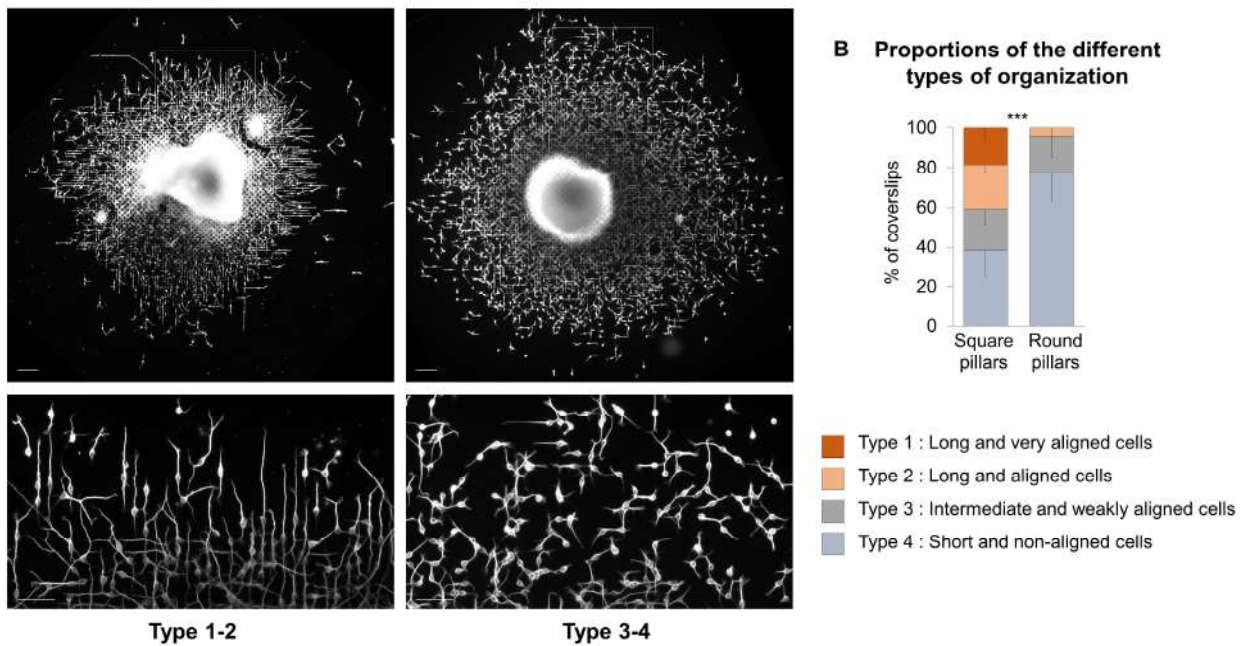 B Proportions of the different
types of organization
***
100
80
60
40
20
0
% of coverslips
Square
pillars
Round
pillars
Type 1 : Long and very aligned cells
Type 2 : Long and aligned cells
Type 3 : Intermediate and weakly aligned cells
Type 4 : Short and non-aligned cells
Type 1-2
Type 3-4